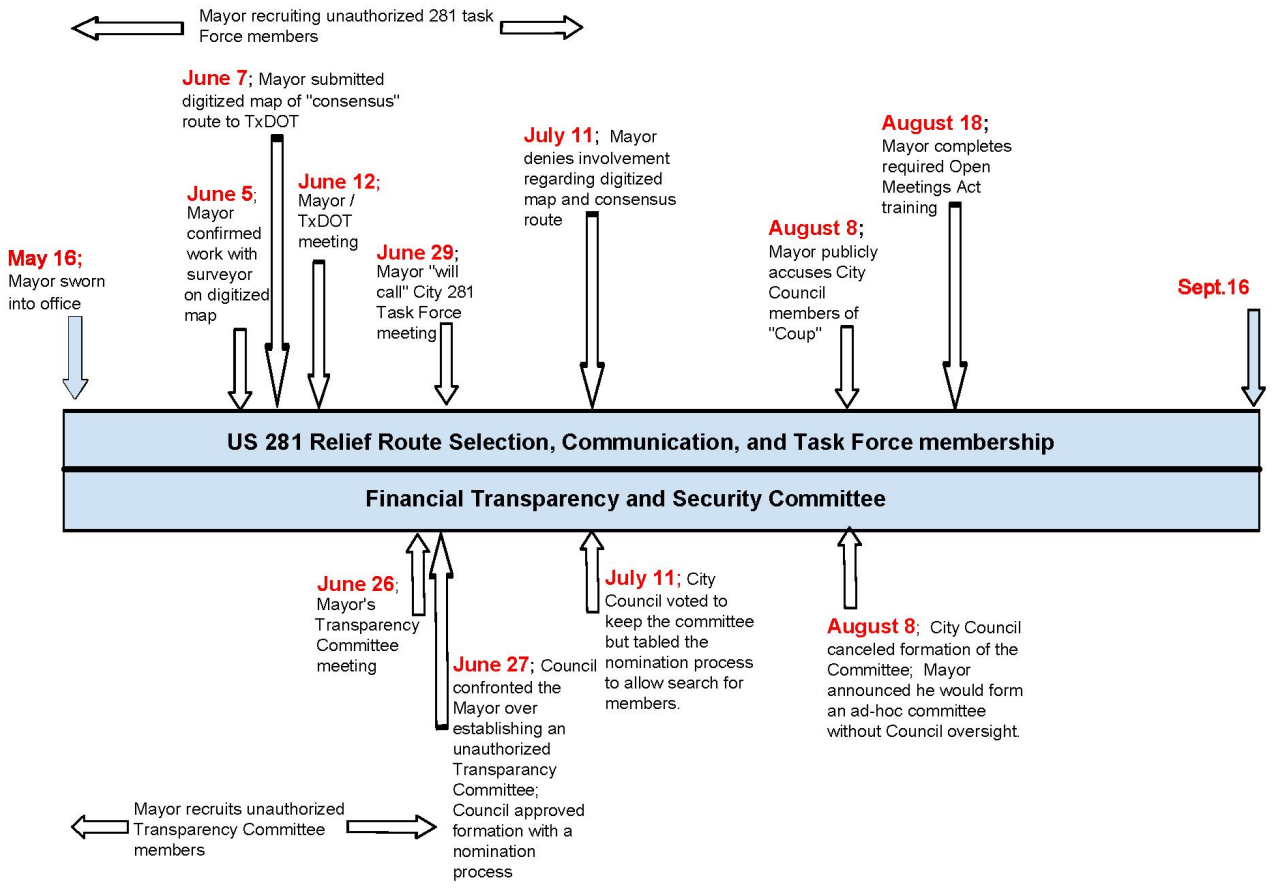 Mayor recruiting unauthorized 281 task
Force members
June 7; Mayor submitted
digitized map of "consensus"
route to TxDOT
June 5;
Mayor
confirmed
work with
surveyor
on digitized
map
June 12;
Mayor /
TxDOT
meeting
June 29;
Mayor "will
call" City 281
Task Force
meeting
July 11;  Mayor
denies involvement
regarding digitized
map and consensus
route
August 8;
Mayor publicly
accuses City
Council
members of
"Coup"
August 18;
Mayor completes
required Open
Meetings Act
training
May 16;
Mayor sworn
into office
Sept.16
US 281 Relief Route Selection, Communication, and Task Force membership
Financial Transparency and Security Committee
June 26;
Mayor's
Transparency
Committee
meeting
June 27; Council
confronted the
Mayor over
establishing an
unauthorized
Transparancy
Committee;
Council approved
formation with a
nomination
process
July 11; City
Council voted to
keep the committee
but tabled the
nomination process
to allow search for
members.
August 8;  City Council
canceled formation of the
Committee;  Mayor
announced he would form
an ad-hoc committee
without Council oversight.
Mayor recruits unauthorized
Transparency Committee
members